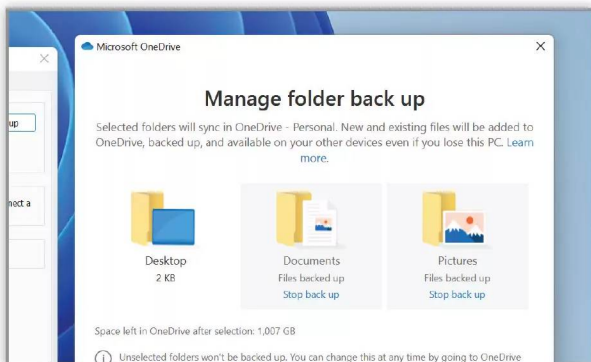 Microsoft OneDrive
up
Manage folder back up
Selected folders will sync in OneDrive - Personal. New and existing files will be added to
OneDrive, backed up, and available on your other devices even if you lose this PC. Learn
more.
nect a
Desktop
2 KB
Documents
Files backed up
Stop back up
Pictures
Files backed up
Stop back up
Space left in OneDrive after selection: 1,007 GB
Unselected folders won't be backed up. You can change this at any time by going to OneDrive